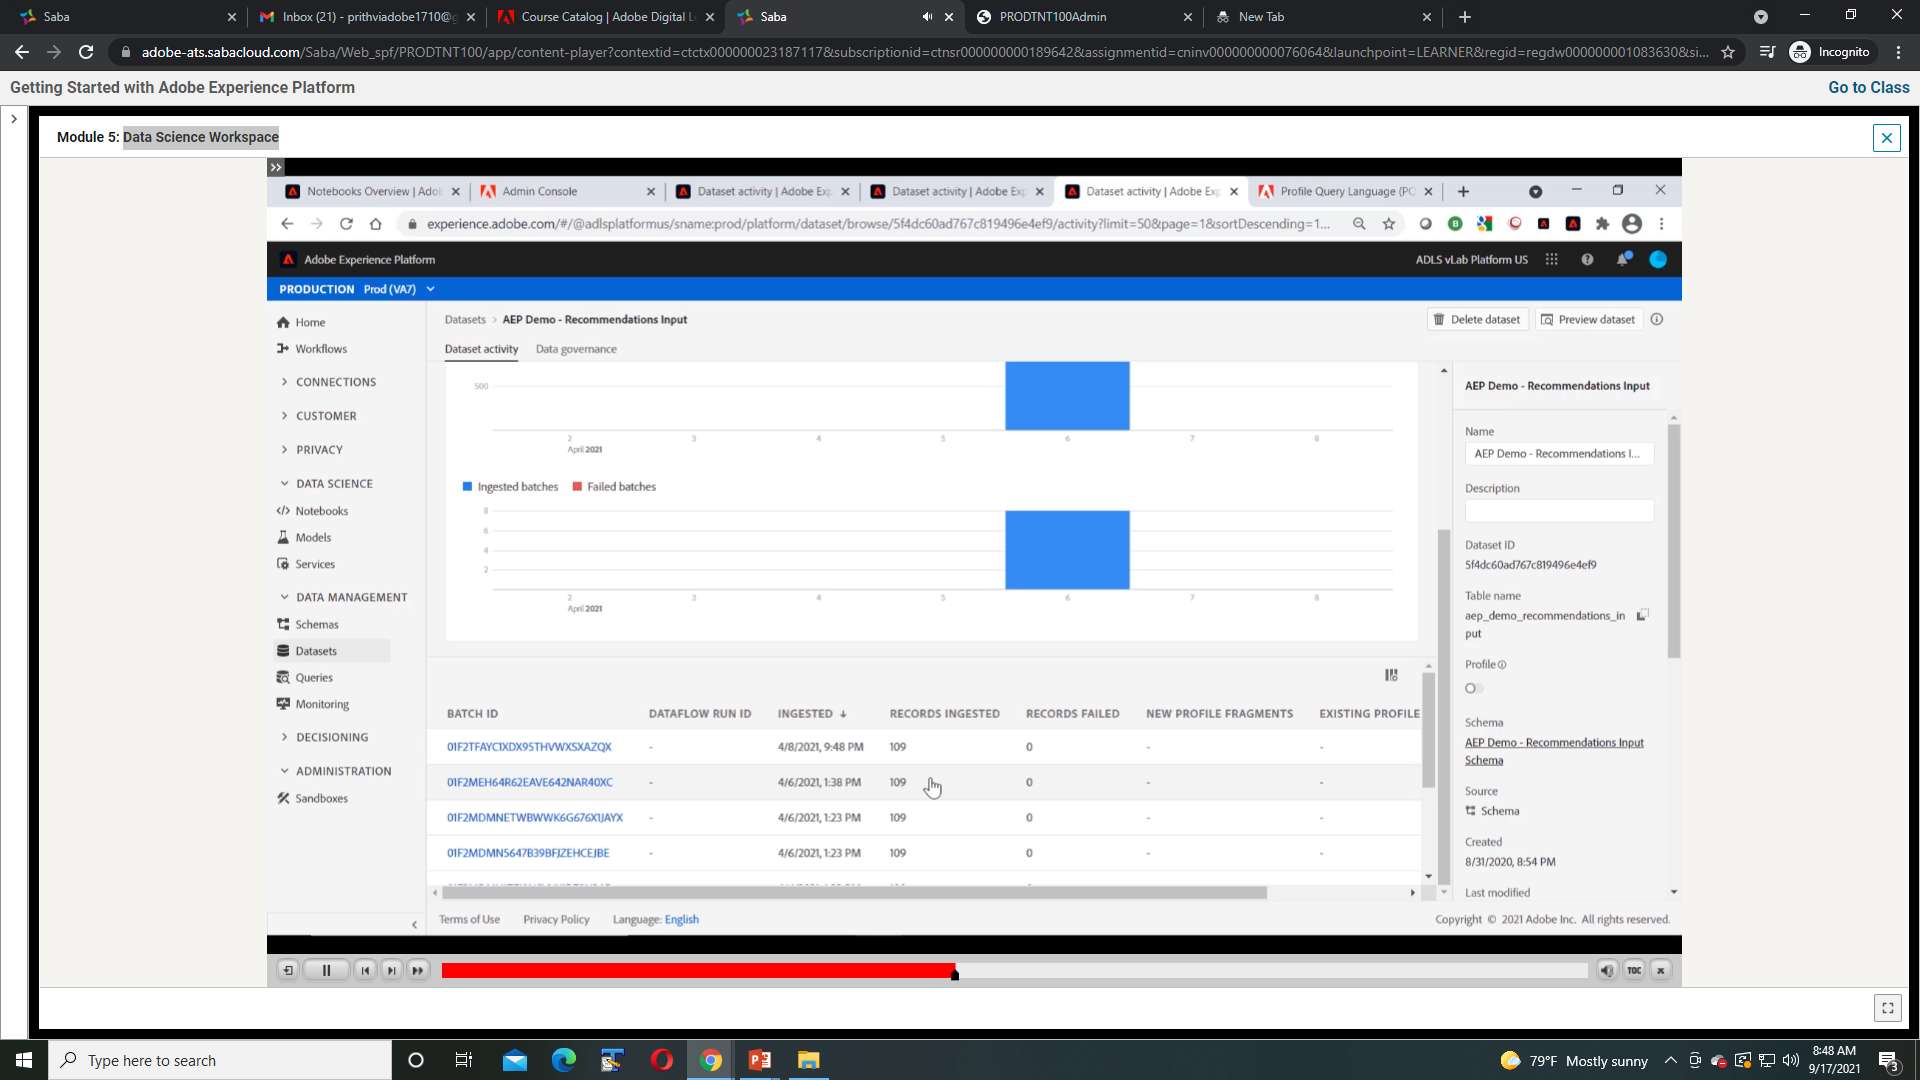 Saba
Inbox (21) - prithviadobe1710@g
Course Catalog | Adobe Digital L
Saba
PRODTNT100Admin
New Tab
adobe-ats.sabacloud.com/Saba/Web_spf/PRODTNT100/app/content-player?contextid=ctctx000000023187117&subscriptionid=ctnsr000000000189642&assignmentid=cninv000000000076064&launchpoint=LEARNER&regid=regdw000000001083630&si...
Incognito
Getting Started with Adobe Experience Platform
Go to Class
Module 5: Data Science Workspace
Notebooks Overview | Ado
Admin Console
Dataset activity | Adobe Ex
Dataset activity | Adobe Ex
Dataset activity | Adobe Ex
Profile Query Language (PQ
experience.adobe.com/#/@adlsplatformus/sname:prod/platform/dataset/browse/5f4dc60ad767c819496e4ef9/activity?limit=50&page=1&sortDescending=1...
Adobe Experience Platform
ADLS vLab Platform US
PRODUCTION Prod (VA7)
Home
Workflows
CONNECTIONS
CUSTOMER
PRIVACY
DATA SCIENCE
Notebooks
Models
Services
DATA MANAGEMENT
Schemas
Datasets
Queries
Monitoring
DECISIONING
ADMINISTRATION
Sandboxes
Datasets > AEP Demo - Recommendations Input
Delete dataset
Preview dataset
Dataset activity
Data governance
500
2 3 4 5 6 7 8
April 2021
Ingested batches
Failed batches
8
6
4
2
2 3 4 5 6 7 8
April 2021
BATCH ID DATAFLOW RUN ID INGESTED ↓ RECORDS INGESTED RECORDS FAILED NEW PROFILE FRAGMENTS EXISTING PROFILE
01F2TFAYC1XDX95THVWXSXAZQX - 4/8/2021, 9:48 PM 109 0 - -
01F2MEH64R62EAVE642NAR40XC - 4/6/2021, 1:38 PM 109 0 - -
01F2MDMNETWBWWK6G676X1JAYX - 4/6/2021, 1:23 PM 109 0 - -
01F2MDMN5647B39BFJZEHCEJBE - 4/6/2021, 1:23 PM 109 0 - -
AEP Demo - Recommendations Input
Name
AEP Demo - Recommendations I...
Description
Dataset ID
5f4dc60ad767c819496e4ef9
Table name
aep_demo_recommendations_in
put
Profile
Schema
AEP Demo - Recommendations Input
Schema
Source
Schema
Created
8/31/2020, 8:54 PM
Last modified
Terms of Use
Privacy Policy
Language: English
Copyright © 2021 Adobe Inc. All rights reserved.
TOC
Type here to search
79°F Mostly sunny
8:48 AM
9/17/2021
3